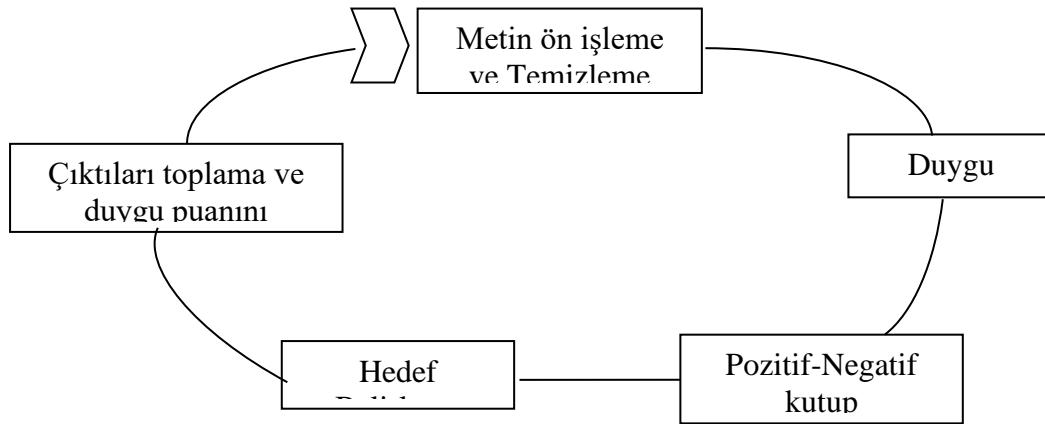 Metin ön işleme
ve Temizleme
Duygu
Çıktıları toplama ve
duygu puanını
Pozitif-Negatif
kutup
Hedef